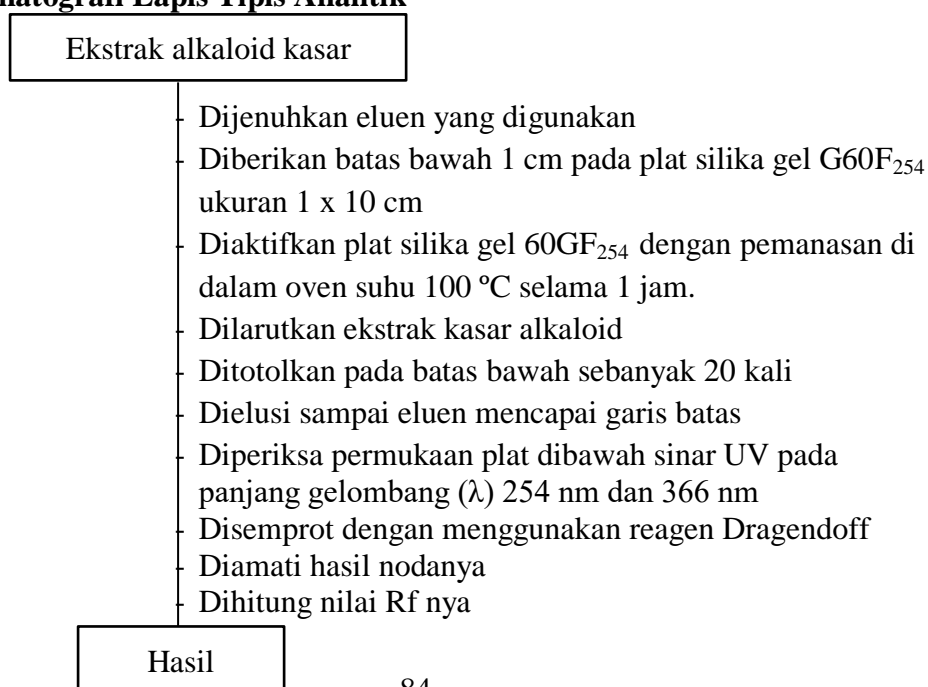 Lapis Tipis Analitik
Ekstrak alkaloid kasar
- Dijenuhkan eluen yang digunakan
- Diberikan batas bawah 1 cm pada plat silika gel G60F₂₅₄
ukuran 1 x 10 cm
- Diaktifkan plat silika gel 60GF₂₅₄ dengan pemanasan di
dalam oven suhu 100 ºC selama 1 jam.
- Dilarutkan ekstrak kasar alkaloid
- Ditotolkan pada batas bawah sebanyak 20 kali
- Dielusi sampai eluen mencapai garis batas
- Diperiksa permukaan plat dibawah sinar UV pada
panjang gelombang (λ) 254 nm dan 366 nm
- Disemprot dengan menggunakan reagen Dragendoff
- Diamati hasil nodanya
- Dihitung nilai Rf nya
Hasil
84